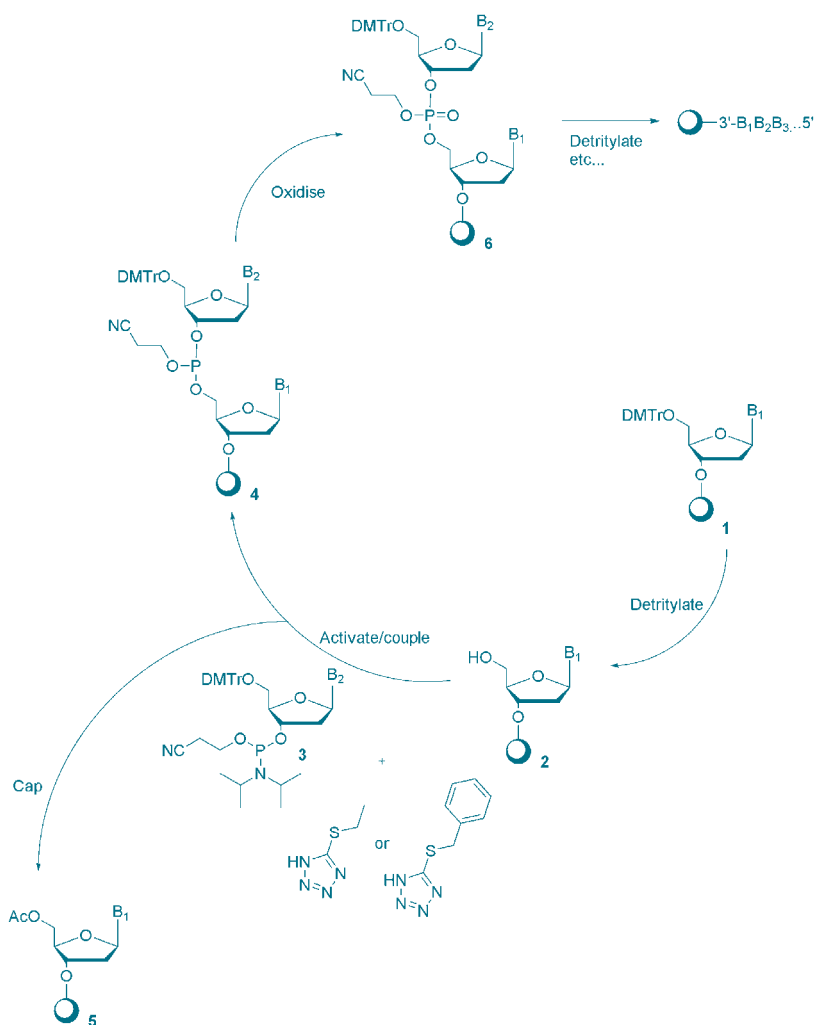 DMTrO
B2
O
NC
O
O
P
O
O
B1
O
O
6
Detritylate
etc...
3'-B1B2B3...5'
Oxidise
DMTrO
B2
O
NC
O
O
P
O
B1
O
O
4
DMTrO
B1
O
O
1
Detritylate
Activate/couple
HO
B1
O
O
2
DMTrO
B2
O
O
O
P
N
NC
3
+
S
HN
N
N
N
or
S
HN
N
N
N
Cap
AcO
B1
O
O
5